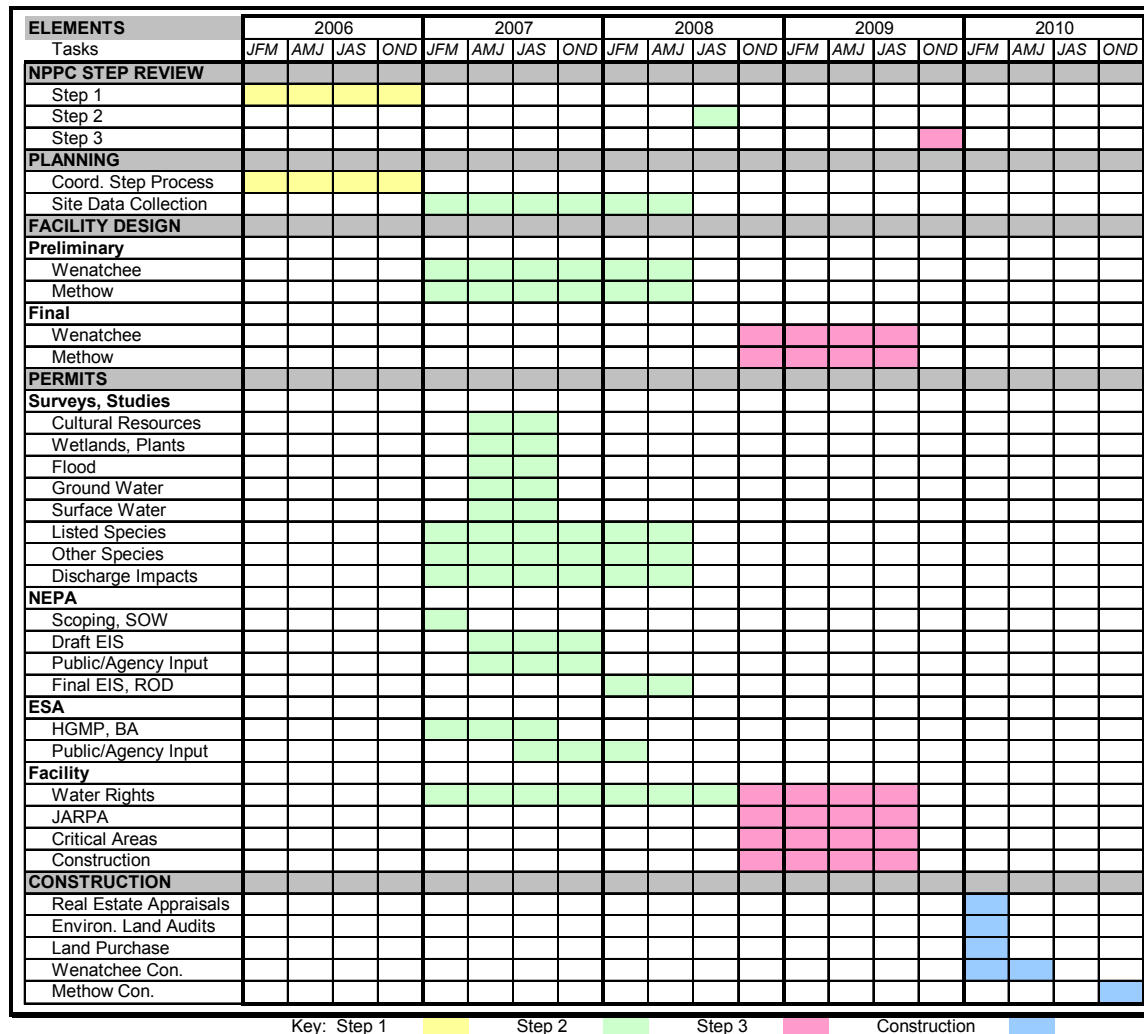 ELEMENTS 2006 2007 2008 2009 2010
Tasks JFM AMJ JAS OND JFM AMJ JAS OND JFM AMJ JAS OND JFM AMJ JAS OND JFM AMJ JAS OND
NPPC STEP REVIEW
Step 1
Step 2
Step 3
PLANNING
Coord. Step Process
Site Data Collection
FACILITY DESIGN
Preliminary
Wenatchee
Methow
Final
Wenatchee
Methow
PERMITS
Surveys, Studies
Cultural Resources
Wetlands, Plants
Flood
Ground Water
Surface Water
Listed Species
Other Species
Discharge Impacts
NEPA
Scoping, SOW
Draft EIS
Public/Agency Input
Final EIS, ROD
ESA
HGMP, BA
Public/Agency Input
Facility
Water Rights
JARPA
Critical Areas
Construction
CONSTRUCTION
Real Estate Appraisals
Environ. Land Audits
Land Purchase
Wenatchee Con.
Methow Con.
Key: Step 1 Step 2 Step 3 Construction